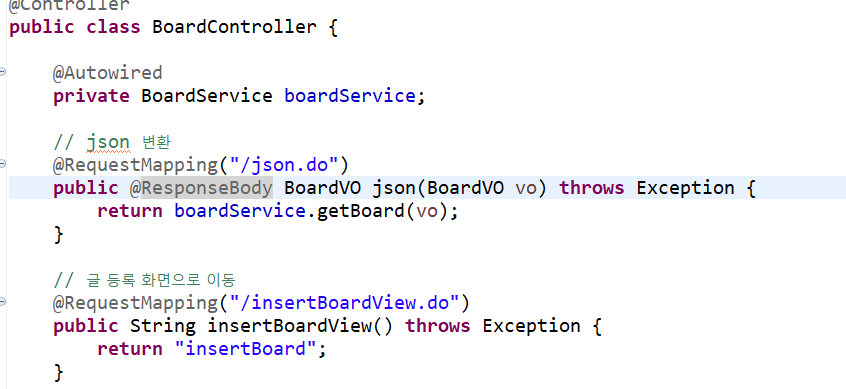 @Controller
public class BoardController {
@Autowired
private BoardService boardService;
// json 변환
@RequestMapping("/json.do")
public @ResponseBody BoardVO json(BoardVO vo) throws Exception {
return boardService.getBoard(vo);
}
// 글 등록 화면으로 이동
@RequestMapping("/insertBoardView.do")
public String insertBoardView() throws Exception {
return "insertBoard";
}